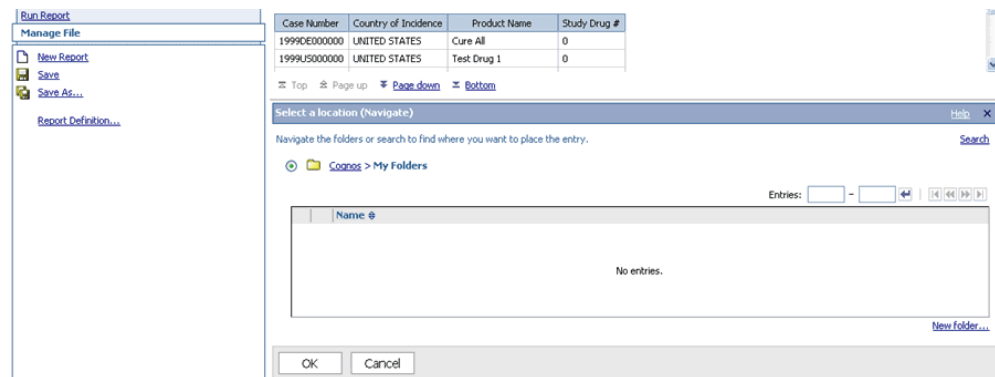 Run Report
Manage File
New Report
Save
Save As...
Report Definition...
Case Number Country of Incidence Product Name Study Drug #
1999DE000000 UNITED STATES Cure All 0
1999US000000 UNITED STATES Test Drug 1 0
Top Page up Page down Bottom
Select a location (Navigate) Help
Navigate the folders or search to find where you want to place the entry. Search
Cognos > My Folders
Entries: -
Name
No entries.
New folder...
OK Cancel